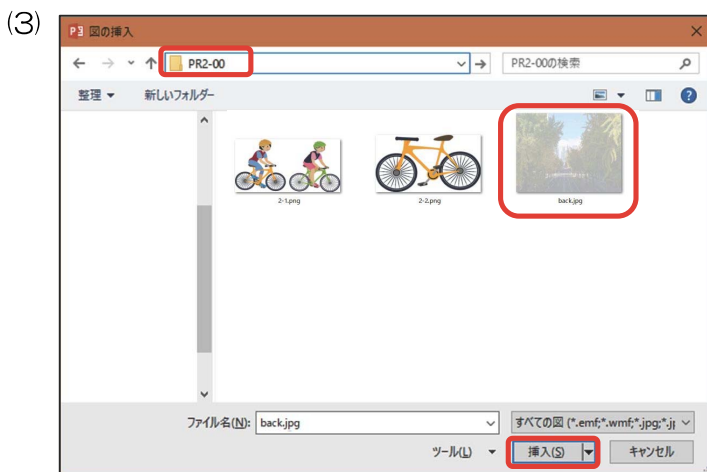 (3)
P 図の挿入
PR2-00
PR2-00の検索
整理
新しいフォルダー
2-1.png
2-2.png
back.jpg
ファイル名(N):
back.jpg
すべての図 (*.emf;*.wmf;*.jpg;*.j
ツール(L)
挿入(S)
キャンセル